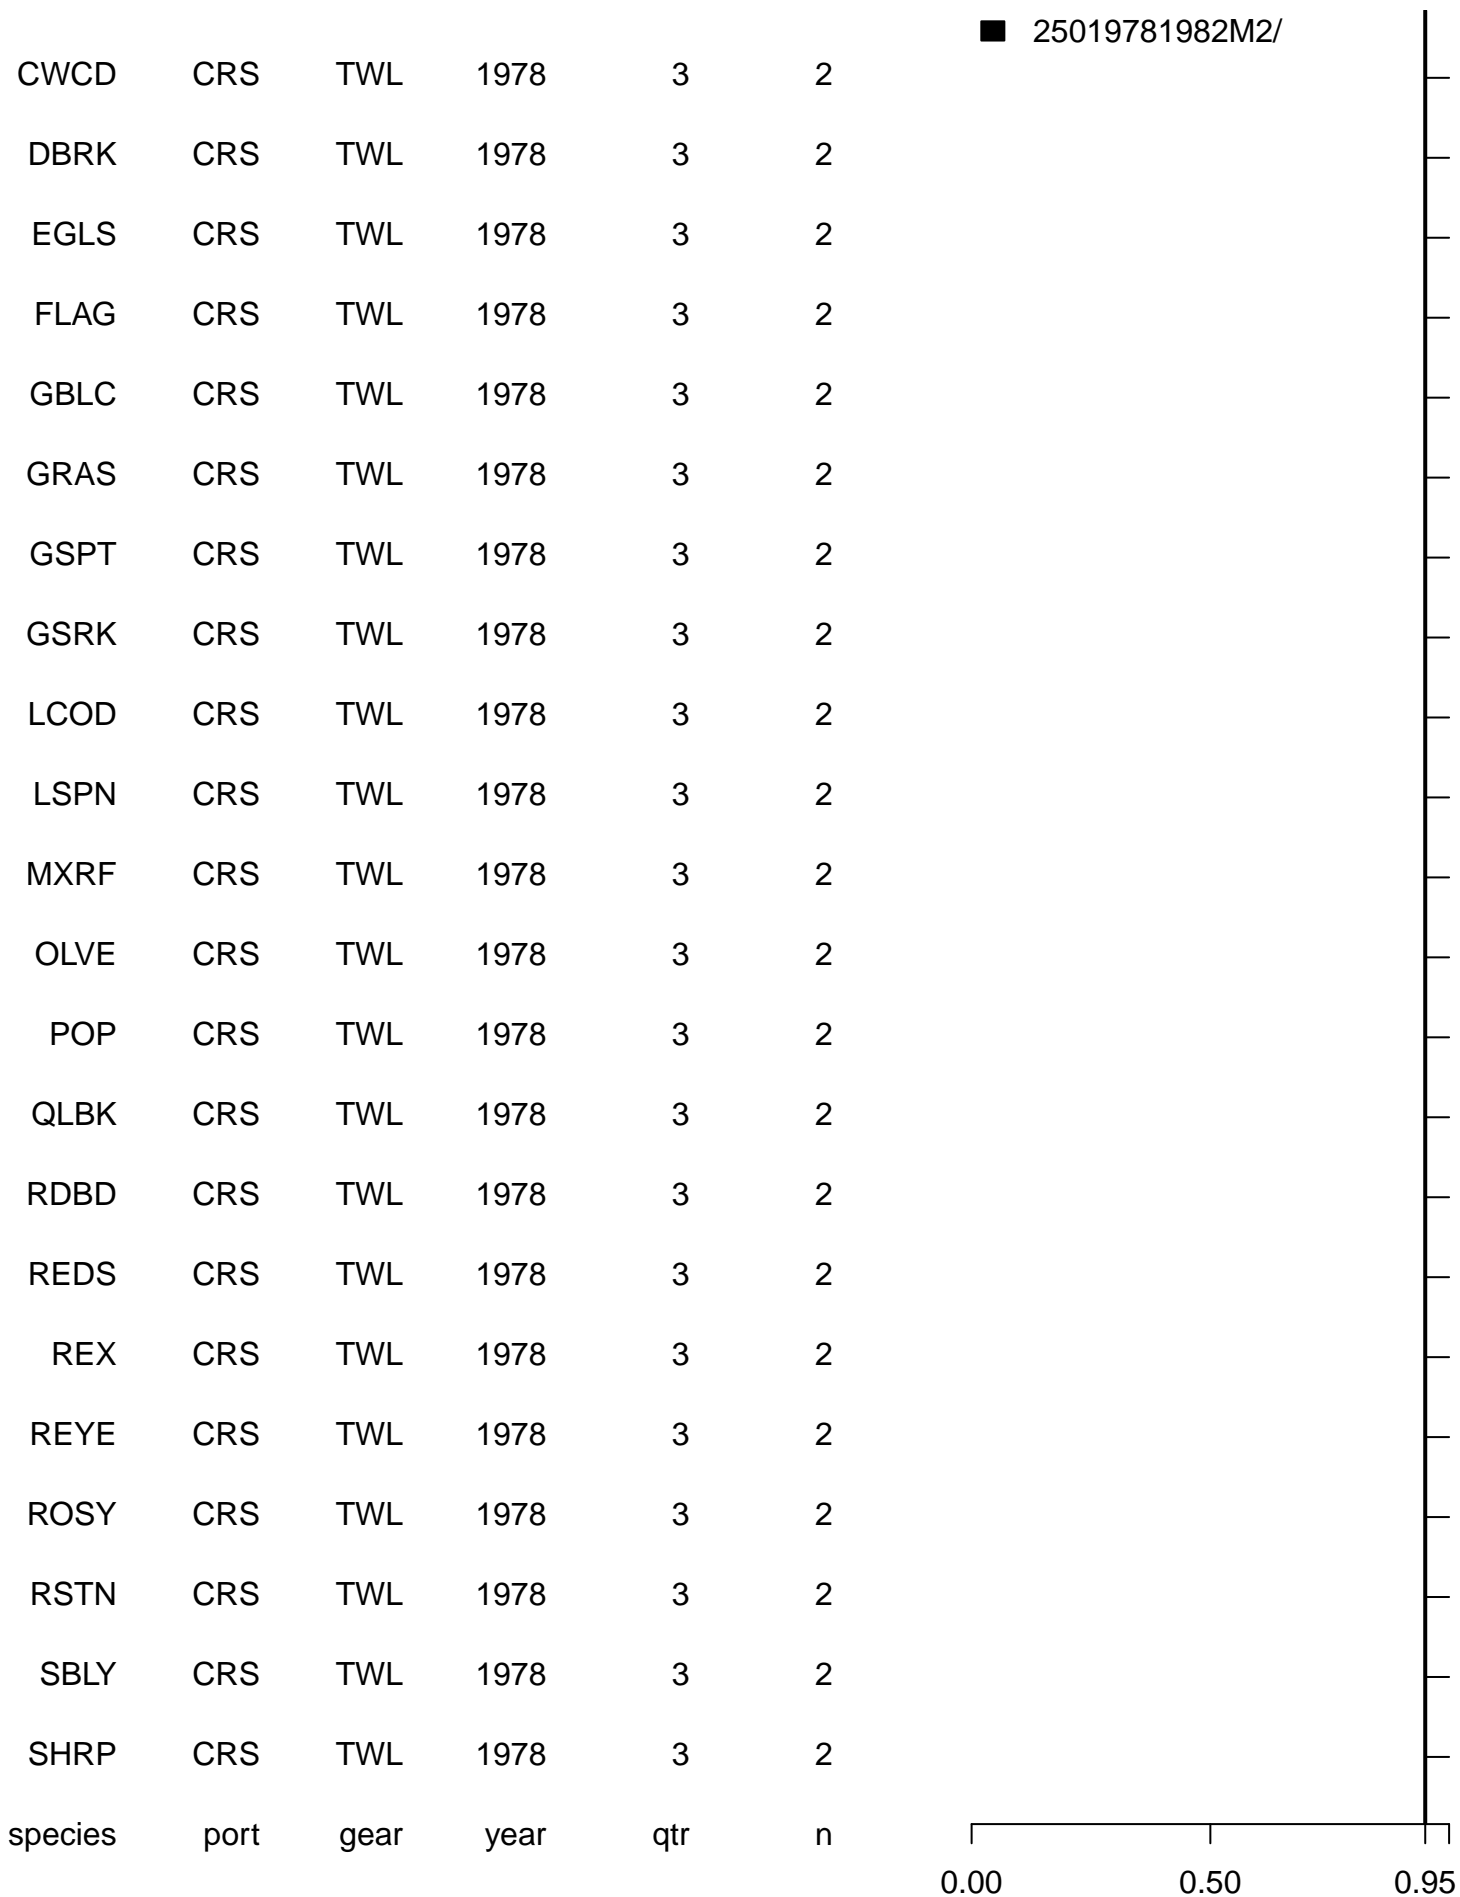 25019781982M2/
CWCD CRS TWL 1978 3 2
DBRK CRS TWL 1978 3 2
EGLS CRS TWL 1978 3 2
FLAG CRS TWL 1978 3 2
GBLC CRS TWL 1978 3 2
GRAS CRS TWL 1978 3 2
GSPT CRS TWL 1978 3 2
GSRK CRS TWL 1978 3 2
LCOD CRS TWL 1978 3 2
LSPN CRS TWL 1978 3 2
MXRF CRS TWL 1978 3 2
OLVE CRS TWL 1978 3 2
POP CRS TWL 1978 3 2
QLBK CRS TWL 1978 3 2
RDBD CRS TWL 1978 3 2
REDS CRS TWL 1978 3 2
REX CRS TWL 1978 3 2
REYE CRS TWL 1978 3 2
ROSY CRS TWL 1978 3 2
RSTN CRS TWL 1978 3 2
SBLY CRS TWL 1978 3 2
SHRP CRS TWL 1978 3 2
species port gear year qtr n
0.00 0.50 0.95